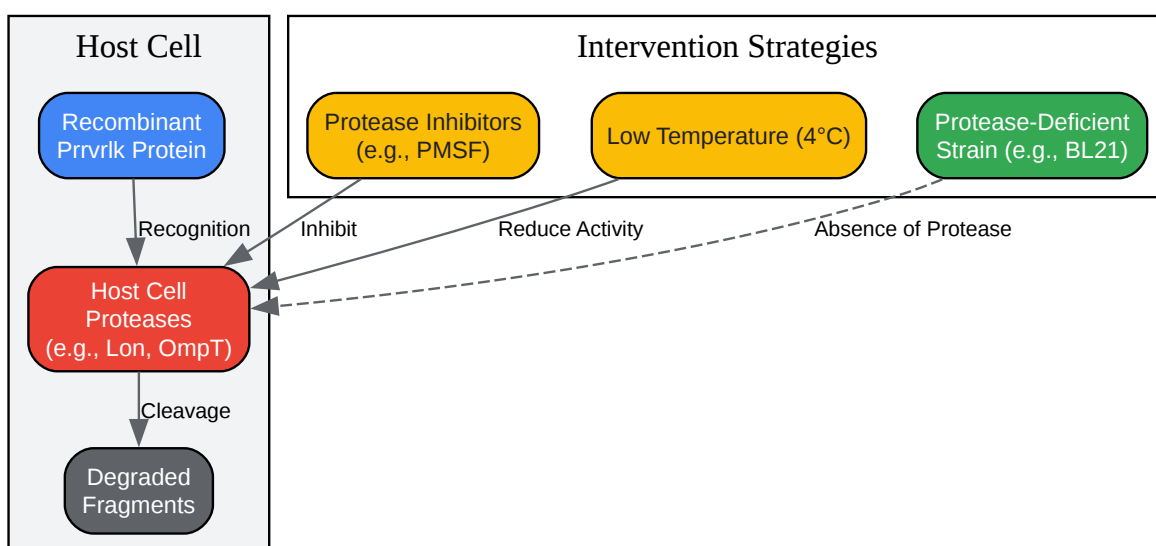 Host Cell
Intervention Strategies
Recombinant
Prrvrlk Protein
Protease Inhibitors
(e.g., PMSF)
Low Temperature (4°C)
Protease-Deficient
Strain (e.g., BL21)
Recognition
Inhibit
Reduce Activity
Absence of Protease
Host Cell
Proteases
(e.g., Lon, OmpT)
Cleavage
Degraded
Fragments